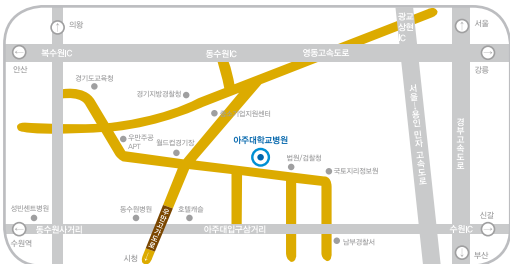 의왕
광교
상현
IC
서울
북수원IC
동수원IC
영동고속도로
안산
강릉
경기도교육청
경기지방경찰청
기업지원센터
우만주공
APT
월드컵경기장
아주대학교병원
법원/검찰청
국토지리정보원
서울–용인 민자 고속도로
경부고속도로
성빈센트병원
동수원병원
호텔캐슬
신갈
동수원사거리
아주대입구삼거리
수원IC
수원역
시청
남부경찰서
부산